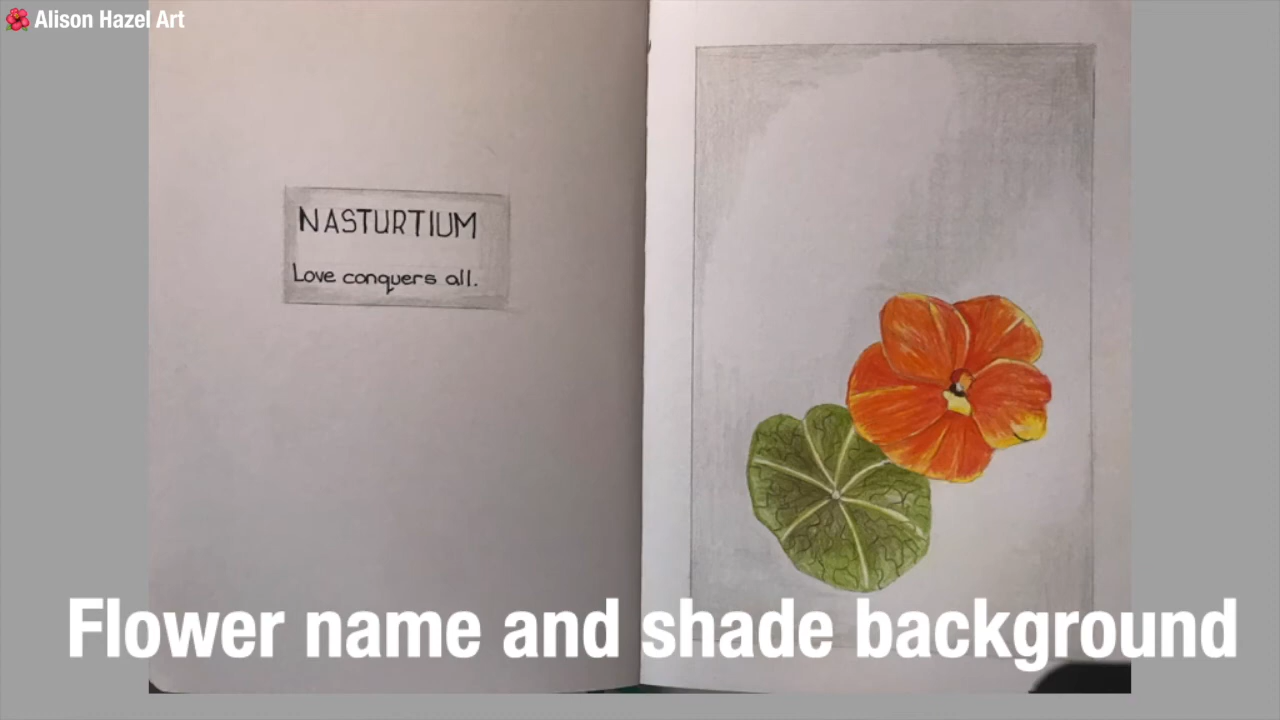 Alison Hazel Art
NASTURTIUM
Love conquers all.
Flower name and shade background